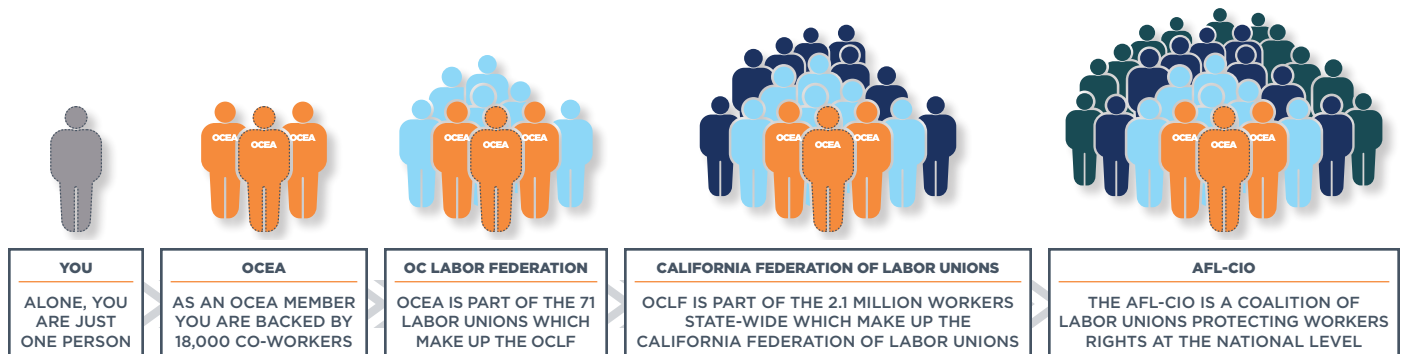 OCEA OCEA OCEA
OCEA OCEA OCEA
OCEA OCEA OCEA
OCEA OCEA OCEA
YOU
ALONE, YOU
ARE JUST
ONE PERSON
OCEA
AS AN OCEA MEMBER
YOU ARE BACKED BY
18,000 CO-WORKERS
OC LABOR FEDERATION
OCEA IS PART OF THE 71
LABOR UNIONS WHICH
MAKE UP THE OCLF
CALIFORNIA FEDERATION OF LABOR UNIONS
OCLF IS PART OF THE 2.1 MILLION WORKERS
STATE-WIDE WHICH MAKE UP THE
CALIFORNIA FEDERATION OF LABOR UNIONS
AFL-CIO
THE AFL-CIO IS A COALITION OF
LABOR UNIONS PROTECTING WORKERS
RIGHTS AT THE NATIONAL LEVEL